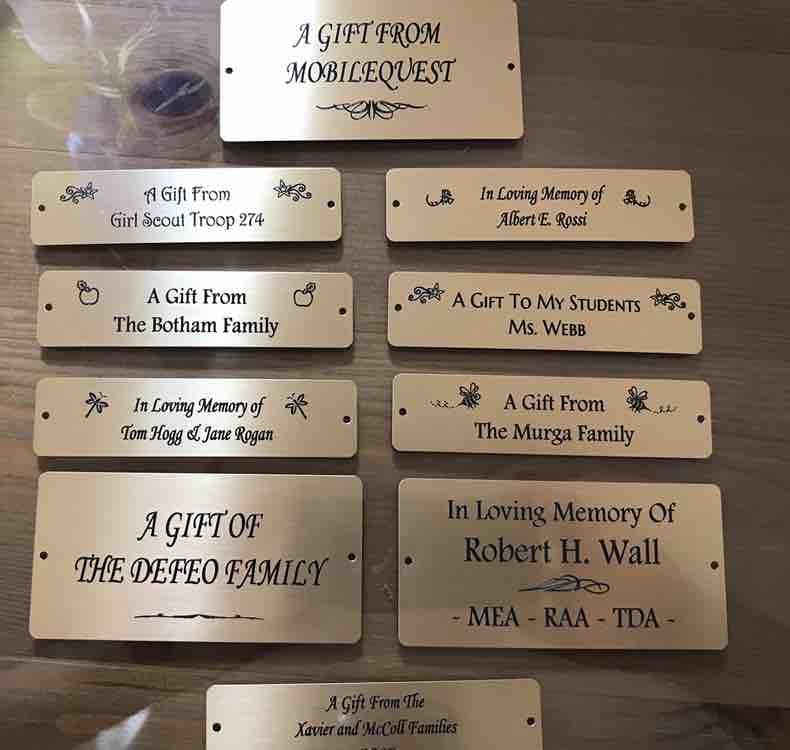 A GIFT FROM
MOBILEQUEST
A Gift From
Girl Scout Troop 274
In Loving Memory of
Albert E. Rossi
A Gift From
The Botham Family
A Gift To My Students
Ms. Webb
In Loving Memory of
Tom Hogg & Jane Rogan
A Gift From
The Murga Family
A GIFT OF
THE DEFEO FAMILY
In Loving Memory Of
Robert H. Wall
- MEA - RAA - TDA -
A Gift From The
Xavier and McColl Families